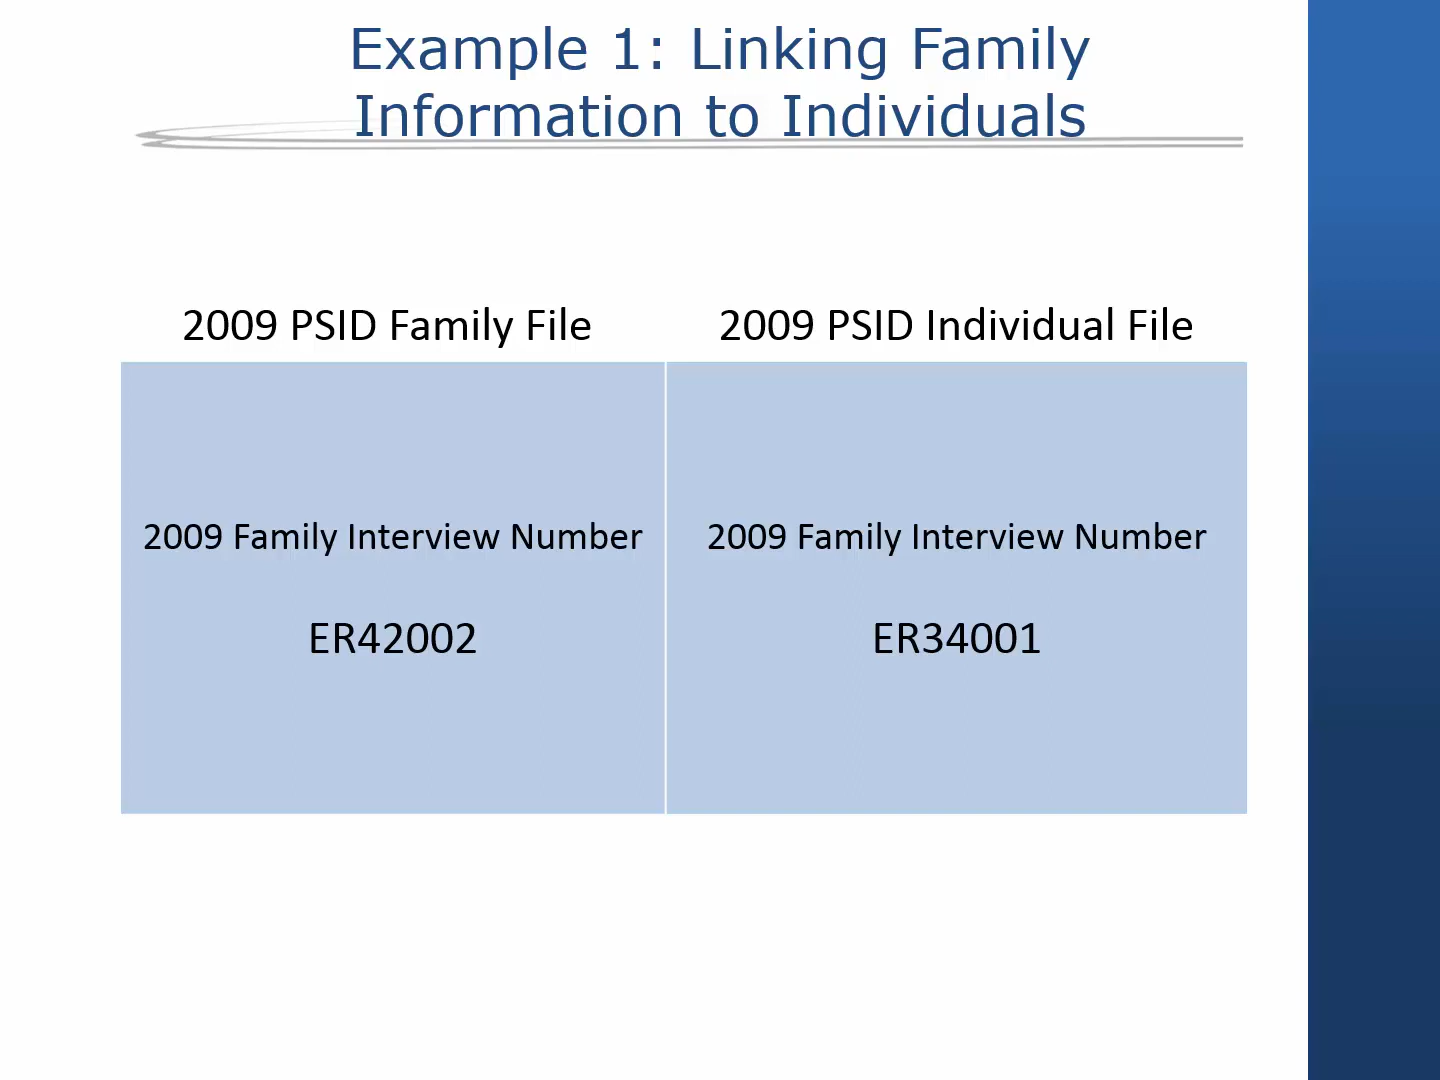 Example 1: Linking Family
Information to Individuals
2009 PSID Family File
2009 PSID Individual File
2009 Family Interview Number
ER42002
2009 Family Interview Number
ER34001